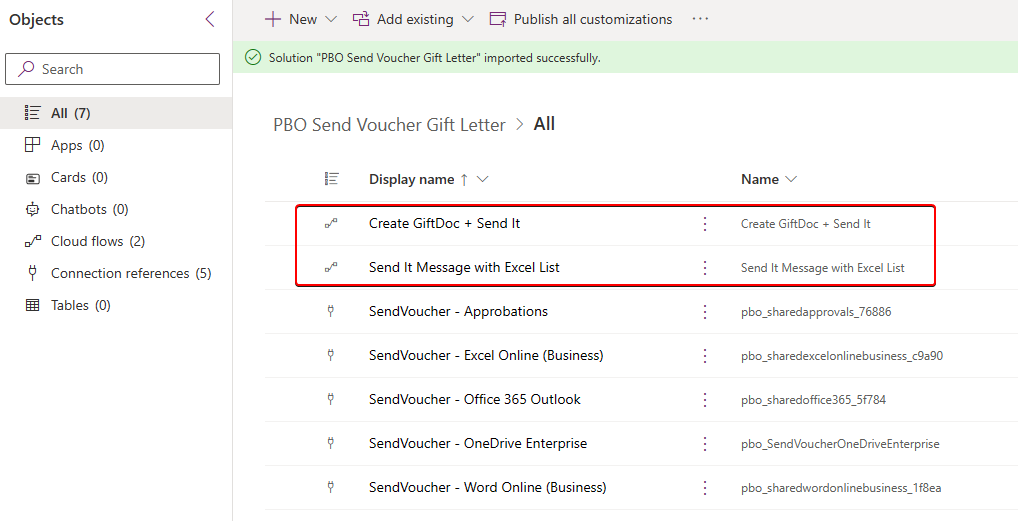 Objects
New
Add existing
Publish all customizations
Solution "PBO Send Voucher Gift Letter" imported successfully.
Search
All (7)
Apps (0)
Cards (0)
Chatbots (0)
Cloud flows (2)
Connection references (5)
Tables (0)
PBO Send Voucher Gift Letter > All
Display name ↑ Name
Create GiftDoc + Send It Create GiftDoc + Send It
Send It Message with Excel List Send It Message with Excel List
SendVoucher - Approbations pbo_sharedapprovals_76886
SendVoucher - Excel Online (Business) pbo_sharedexcelonlinebusiness_c9a90
SendVoucher - Office 365 Outlook pbo_sharedoffice365_5f784
SendVoucher - OneDrive Enterprise pbo_SendVoucherOneDriveEnterprise
SendVoucher - Word Online (Business) pbo_sharedwordonlinebusiness_1f8ea